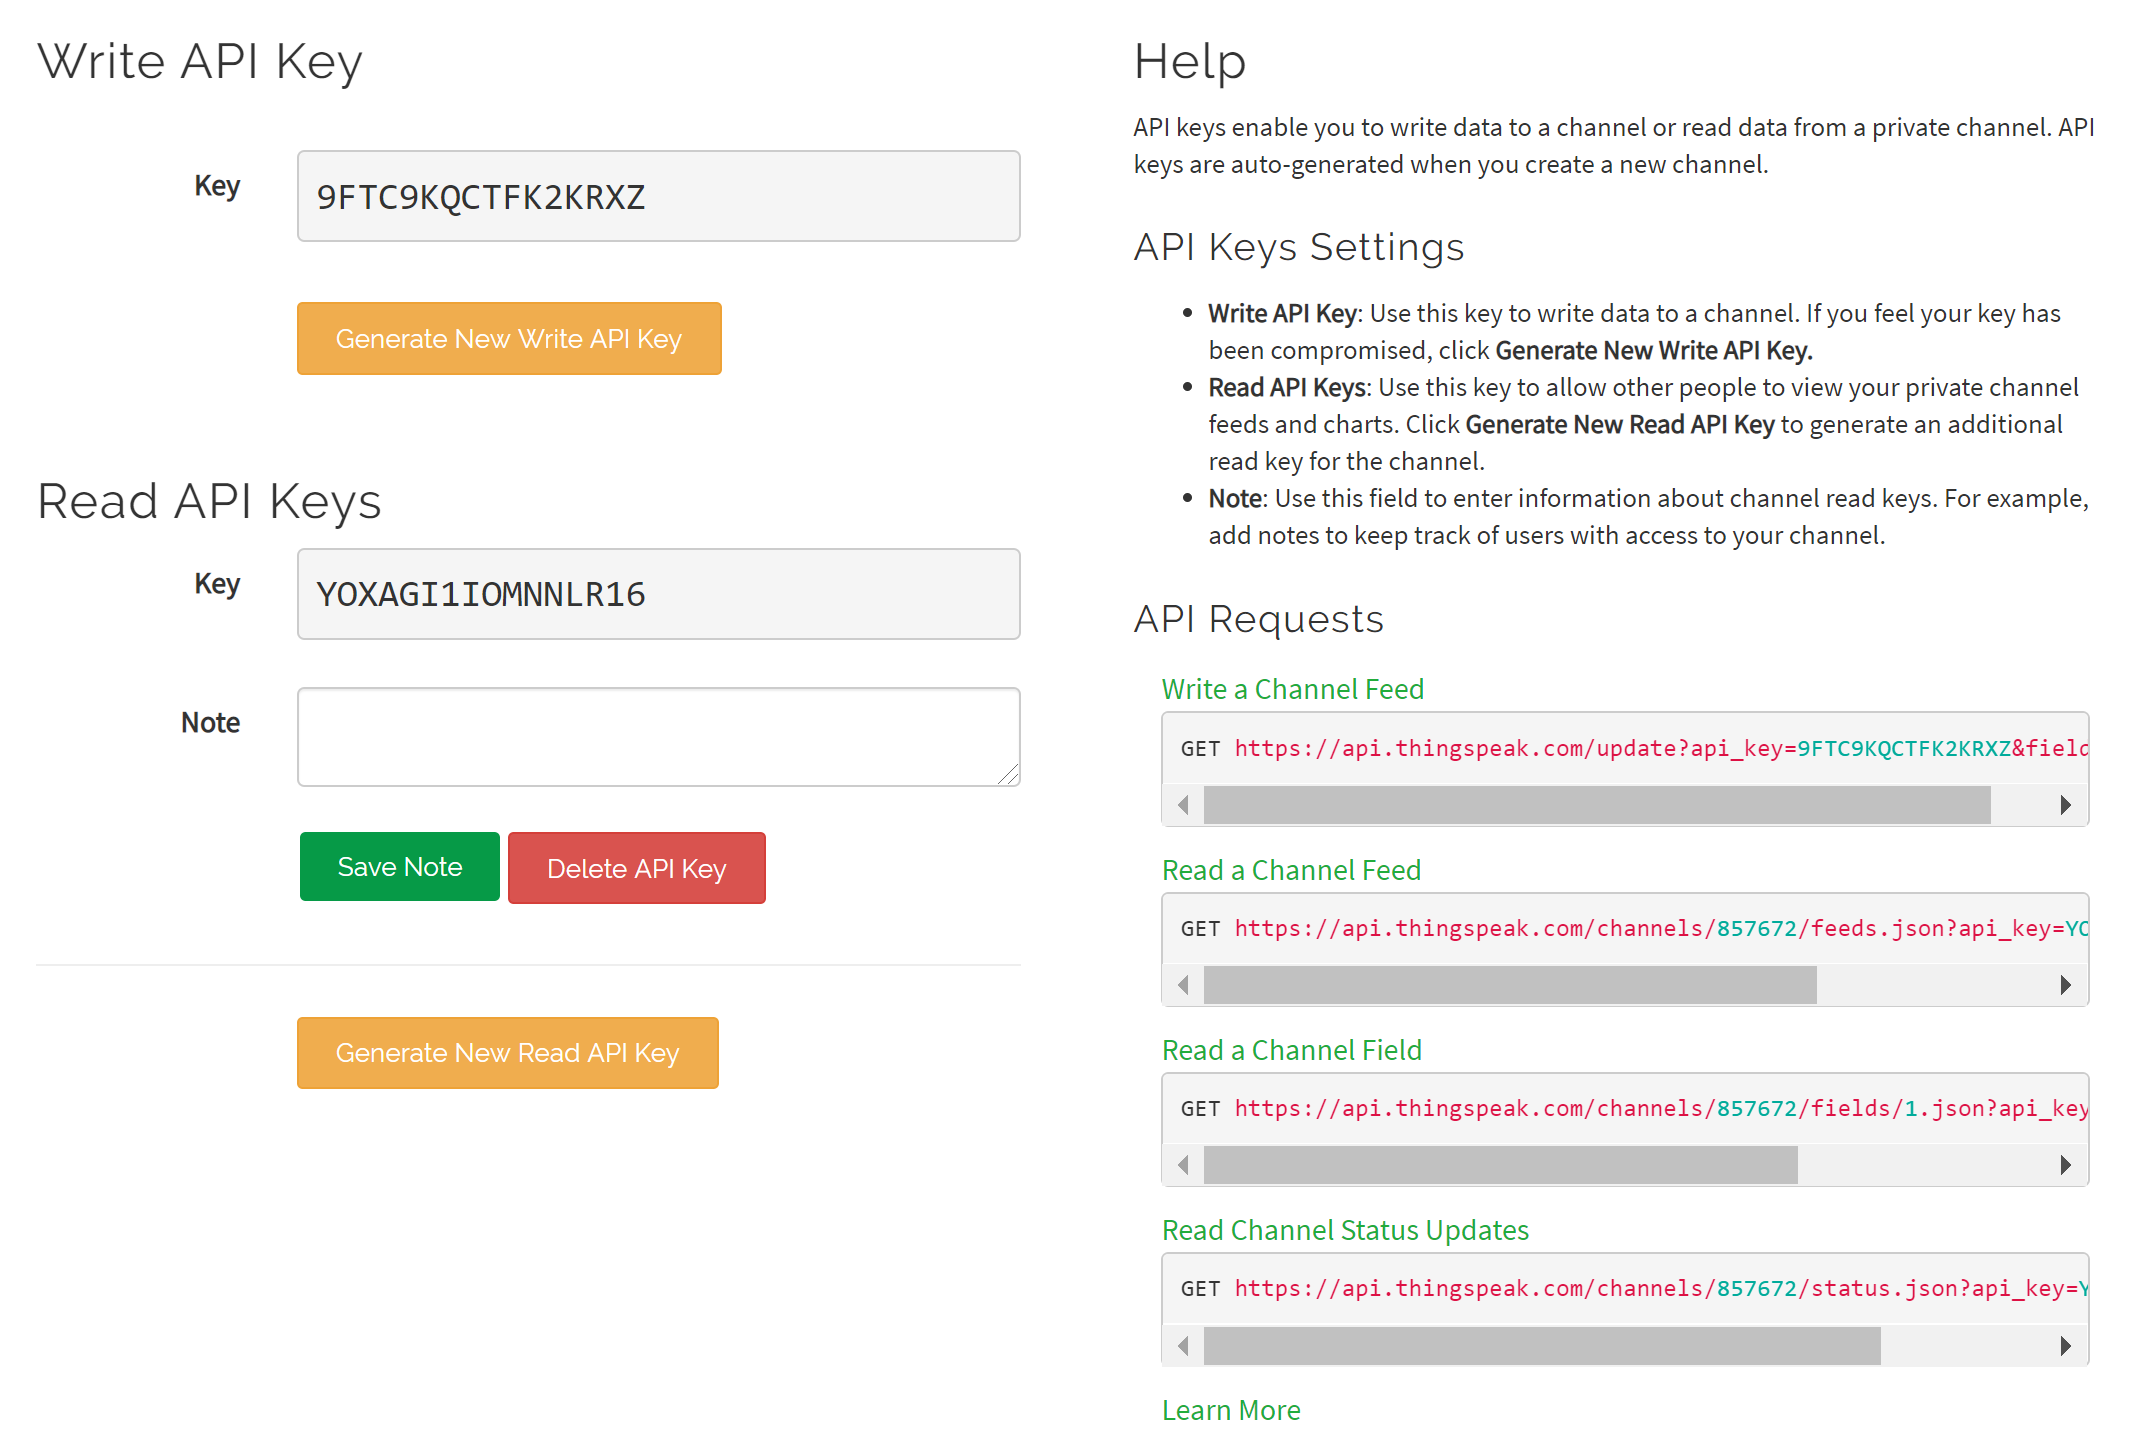 Write API Key
Key
9FTC9KQCTFK2KRXZ
Generate New Write API Key
Read API Keys
Key
YOXAGI1IOMNNLR16
Note
Save Note
Delete API Key
Generate New Read API Key
Help
API keys enable you to write data to a channel or read data from a private channel. API
keys are auto-generated when you create a new channel.
API Keys Settings
• Write API Key: Use this key to write data to a channel. If you feel your key has
been compromised, click Generate New Write API Key.
• Read API Keys: Use this key to allow other people to view your private channel
feeds and charts. Click Generate New Read API Key to generate an additional
read key for the channel.
• Note: Use this field to enter information about channel read keys. For example,
add notes to keep track of users with access to your channel.
API Requests
Write a Channel Feed
GET https://api.thingspeak.com/update?api_key=9FTC9KQCTFK2KRXZ&field
Read a Channel Feed
GET https://api.thingspeak.com/channels/857672/feeds.json?api_key=YO
Read a Channel Field
GET https://api.thingspeak.com/channels/857672/fields/1.json?api_key
Read Channel Status Updates
GET https://api.thingspeak.com/channels/857672/status.json?api_key=Y
Learn More